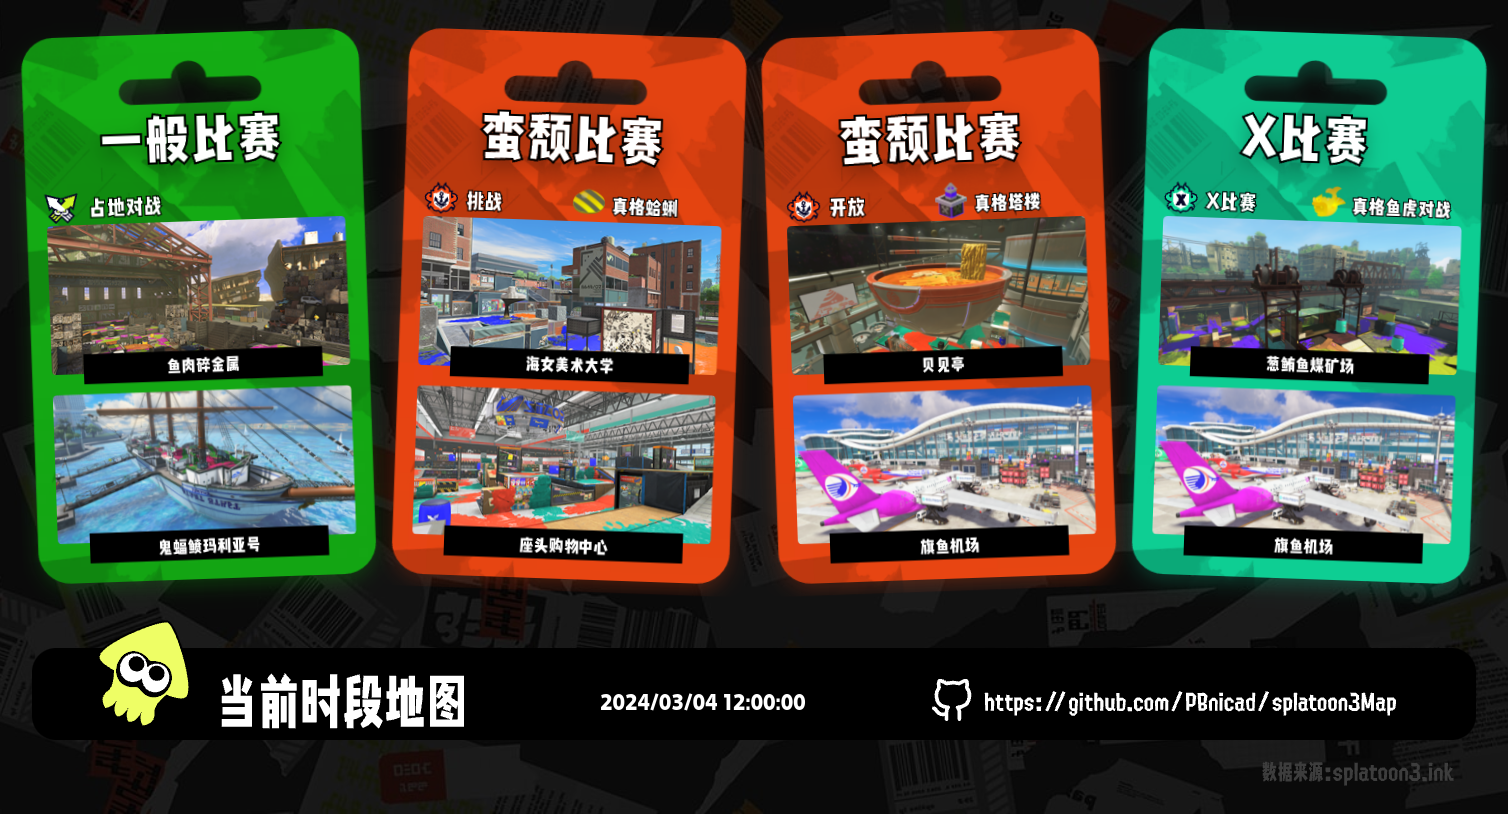 一般比赛
占地对战
鱼肉碎金属
鬼蝠鲼玛利亚号
蛮颓比赛
挑战
真格蛤蜊
海女美术大学
座头购物中心
蛮颓比赛
开放
真格塔楼
贝见亭
旗鱼机场
X比赛
X比赛
真格鱼虎对战
葱鲔鱼煤矿场
旗鱼机场
当前时段地图
2024/03/04 12:00:00
https://github.com/PBnicad/splatoon3Map
数据来源:splatoon3.ink